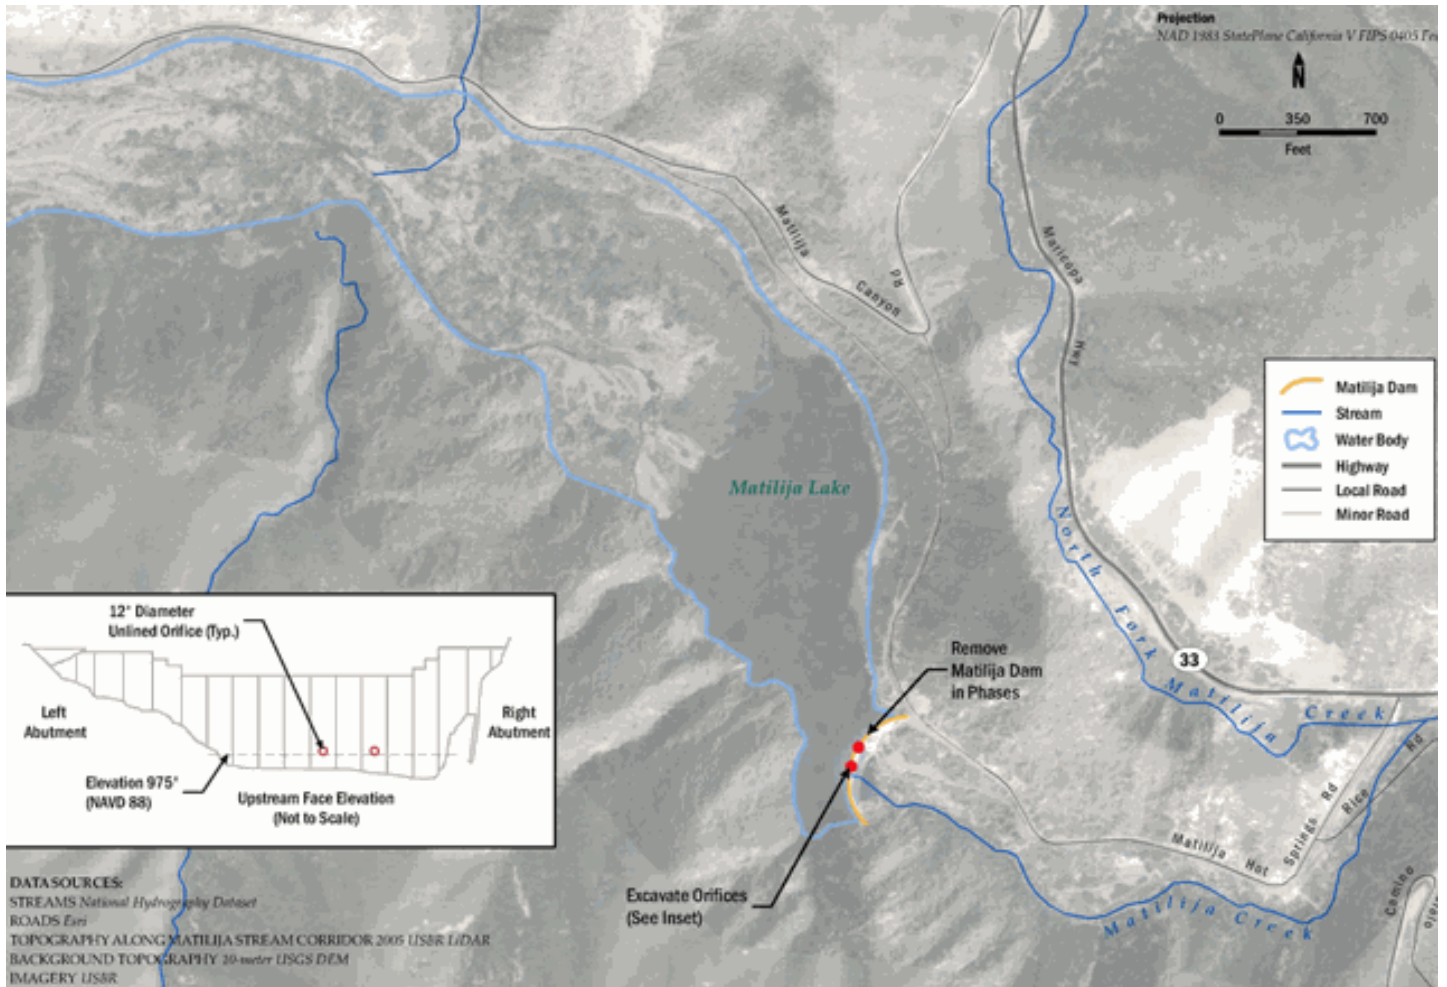 Projection
NAD 1983 StatePlane California V FIPS 0405 Fe
N
0 350 700
Feet
Matilija
Canyon
Rd
Maricopa
Hwy
Matilija Dam
Stream
Water Body
Highway
Local Road
Minor Road
Matilija Lake
North Fork Matilija Creek
33
Remove
Matilija Dam
in Phases
12" Diameter
Unlined Orifice (Typ.)
Left
Abutment
Right
Abutment
Elevation 975"
(NAVD 88)
Upstream Face Elevation
(Not to Scale)
Excavate Orifices
(See Inset)
Matilija Hot Springs Rd
Rice Rd
Matilija Creek
Camino
DATA SOURCES:
STREAMS National Hydrography Dataset
ROADS Esri
TOPOGRAPHY ALONG MATILIJA STREAM CORRIDOR 2005 USBR LiDAR
BACKGROUND TOPOGRAPHY 10-meter USGS DEM
IMAGERY USBR